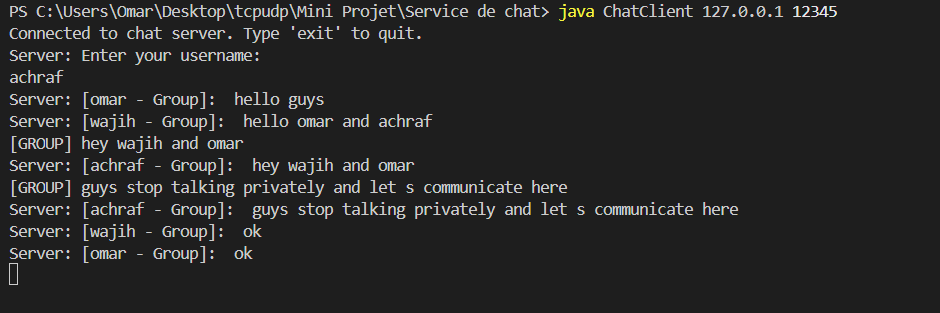 PS C:\Users\Omar\Desktop\tcpudp\Mini Projet\Service de chat> java ChatClient 127.0.0.1 12345
Connected to chat server. Type 'exit' to quit.
Server: Enter your username:
achraf
Server: [omar - Group]:  hello guys
Server: [wajih - Group]:  hello omar and achraf
[GROUP] hey wajih and omar
Server: [achraf - Group]:  hey wajih and omar
[GROUP] guys stop talking privately and let s communicate here
Server: [achraf - Group]:  guys stop talking privately and let s communicate here
Server: [wajih - Group]:  ok
Server: [omar - Group]:  ok